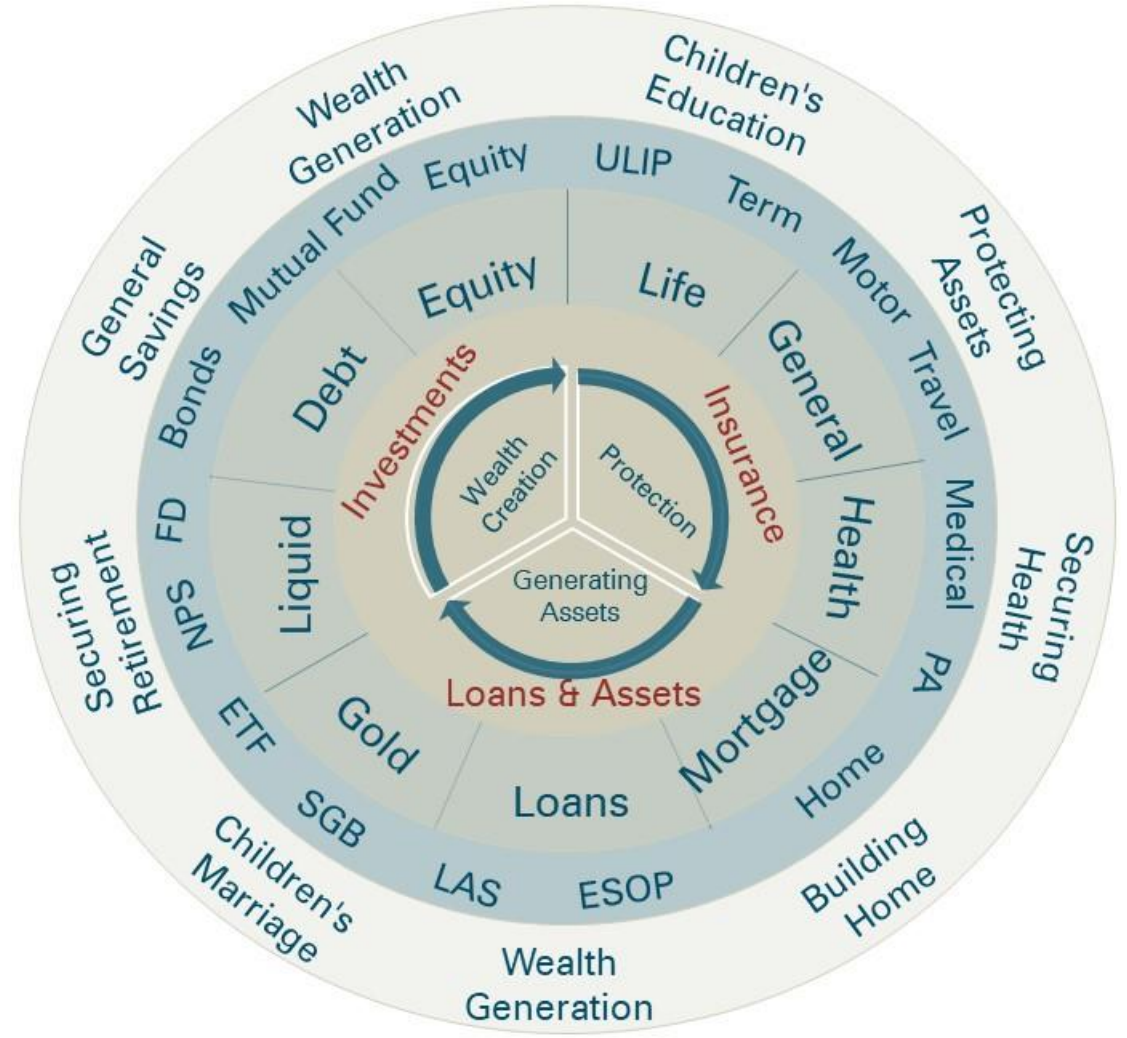 Wealth
Generation
Children's
Education
Protecting
Assets
Securing
Health
Building
Home
Wealth
Generation
Children's
Marriage
Securing
Retirement
General
Savings
Equity
ULIP
Term
Motor
Travel
Medical
PA
Home
ESOP
LAS
SGB
ETF
NPS
FD
Bonds
Mutual Fund
Equity
Life
General
Health
Mortgage
Loans
Gold
Liquid
Debt
Investments
Insurance
Loans & Assets
Wealth
Creation
Protection
Generating
Assets